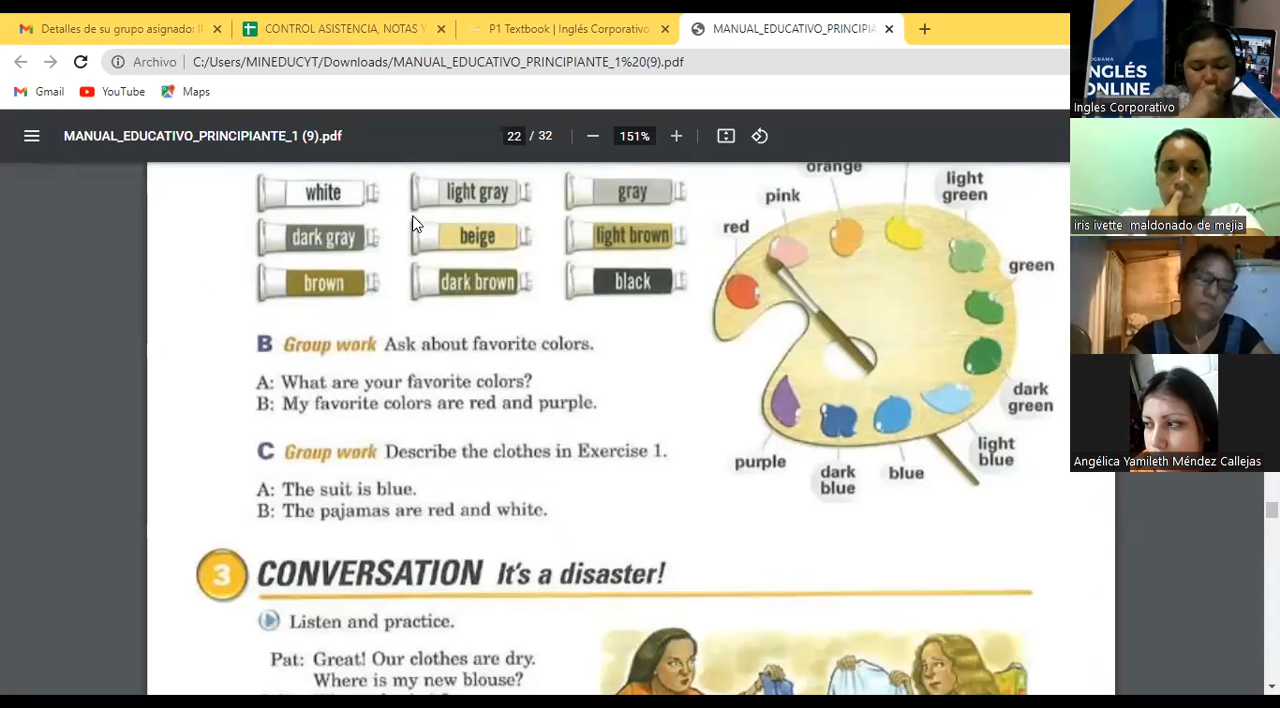 Detalles de su grupo asignado: II
CONTROL ASISTENCIA, NOTAS Y
P1 Textbook | Inglés Corporativo
MANUAL_EDUCATIVO_PRINCIPIA
Archivo
C:/Users/MINEDUCYT/Downloads/MANUAL_EDUCATIVO_PRINCIPIANTE_1%20(9).pdf
Gmail
YouTube
Maps
MANUAL_EDUCATIVO_PRINCIPIANTE_1 (9).pdf
22 / 32
151%
white
light gray
gray
dark gray
beige
light brown
brown
dark brown
black
red
pink
orange
light
green
green
dark
green
light
blue
blue
dark
blue
purple
B Group work Ask about favorite colors.
A: What are your favorite colors?
B: My favorite colors are red and purple.
C Group work Describe the clothes in Exercise 1.
A: The suit is blue.
B: The pajamas are red and white.
3 CONVERSATION It's a disaster!
Listen and practice.
Pat: Great! Our clothes are dry.
Where is my new blouse?
INGLÉS
ONLINE
Ingles Corporativo
iris ivette maldonado de mejia
Angélica Yamileth Méndez Callejas